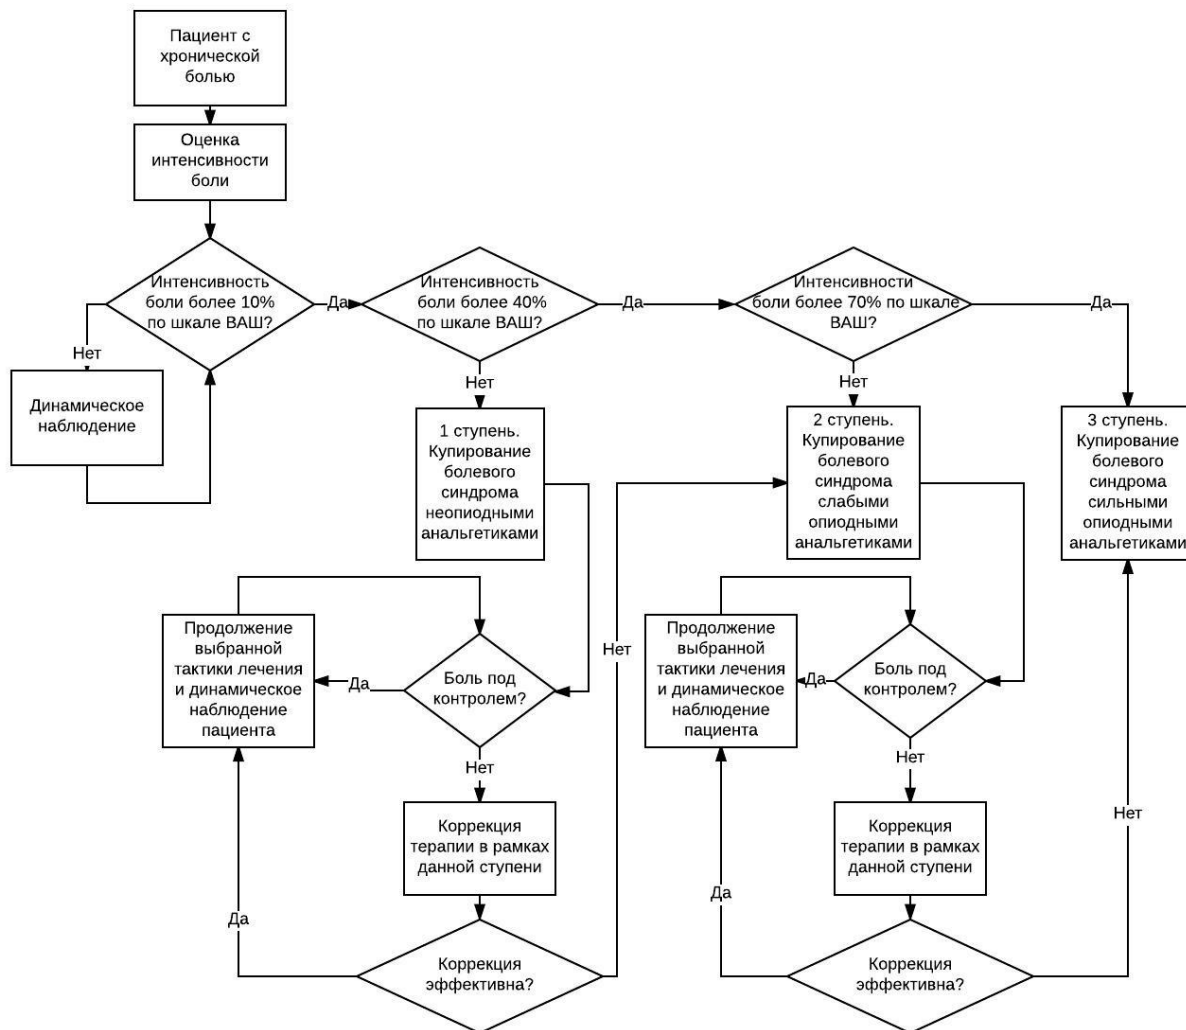 Пациент с
хронической
болью
Оценка
интенсивности
боли
Интенсивность
боли более 10%
по шкале ВАШ?
Да
Интенсивность
боли более 40%
по шкале ВАШ?
Да
Интенсивности
боли более 70% по шкале
ВАШ?
Да
Нет
Нет
Нет
Динамическое
наблюдение
1 ступень.
Купирование
болевого
синдрома
неопиодными
анальгетиками
2 ступень.
Купирование
болевого
синдрома
слабыми
опиодными
анальгетиками
3 ступень.
Купирование
болевого
синдрома
сильными
опиодными
анальгетиками
Продолжение
выбранной
тактики лечения
и динамическое
наблюдение
пациента
Да
Боль под
контролем?
Нет
Продолжение
выбранной
тактики лечения
и динамическое
наблюдение
пациента
Да
Боль под
контролем?
Нет
Нет
Нет
Коррекция
терапии в рамках
данной ступени
Коррекция
терапии в рамках
данной ступени
Да
Да
Коррекция
эффективна?
Коррекция
эффективна?